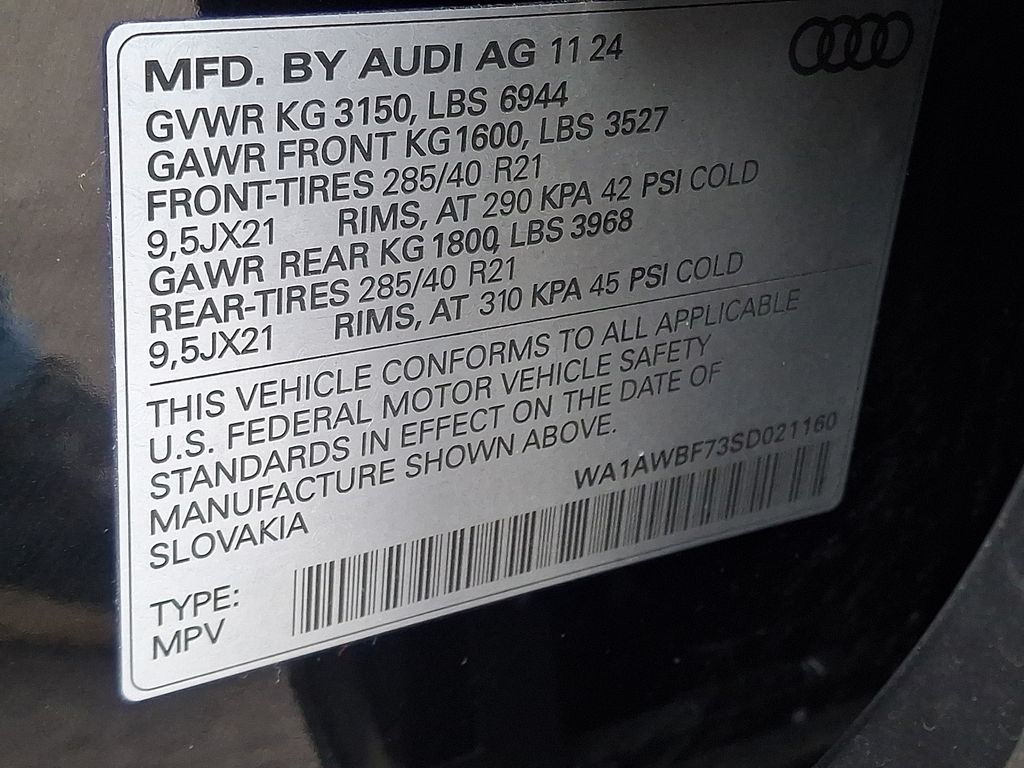 MFD. BY AUDI AG 11 24
GVWR KG 3150, LBS 6944
GAWR FRONT KG 1600, LBS 3527
FRONT-TIRES 285/40 R21
9,5JX21 RIMS, AT 290 KPA 42 PSI COLD
GAWR REAR KG 1800, LBS 3968
REAR-TIRES 285/40 R21
9,5JX21 RIMS, AT 310 KPA 45 PSI COLD
THIS VEHICLE CONFORMS TO ALL APPLICABLE
U.S. FEDERAL MOTOR VEHICLE SAFETY
STANDARDS IN EFFECT ON THE DATE OF
MANUFACTURE SHOWN ABOVE.
SLOVAKIA
WA1AWBF73SD021160
TYPE:
MPV